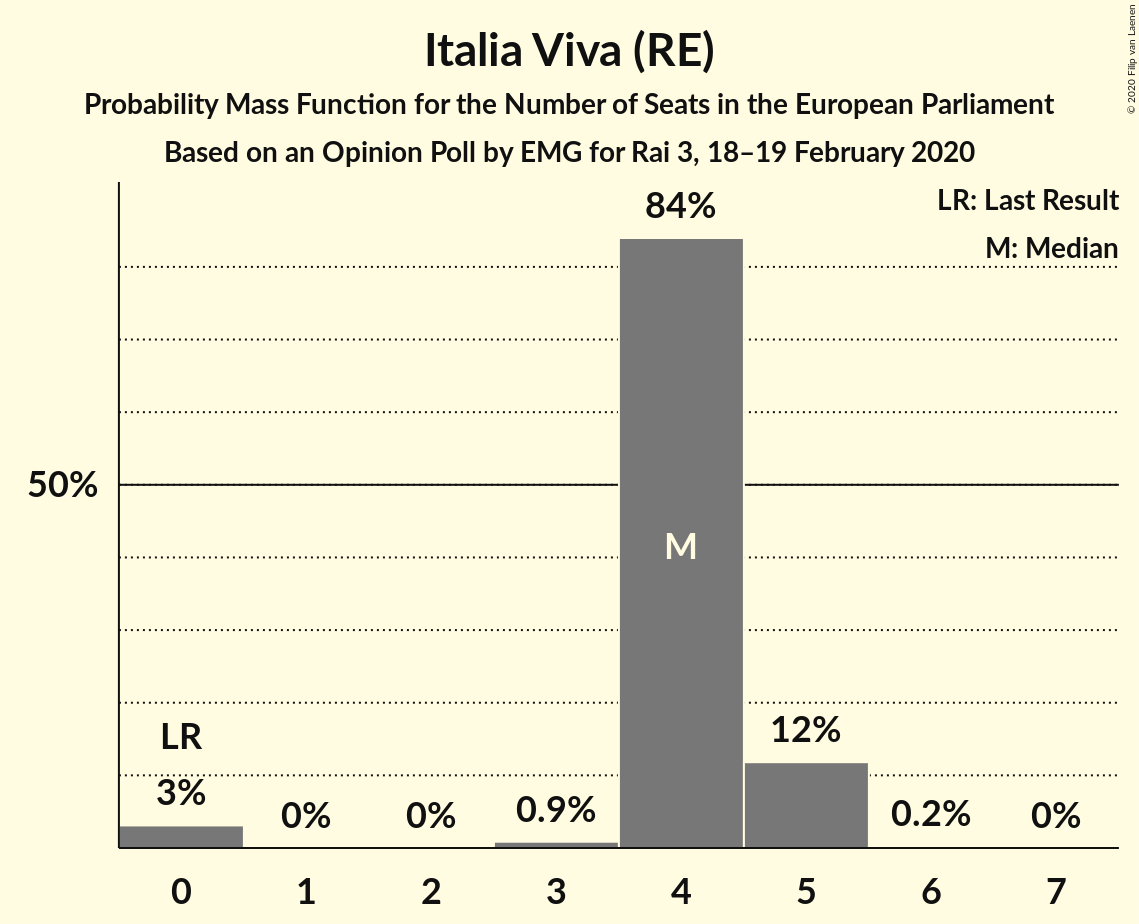 Italia Viva (RE)
Probability Mass Function for the Number of Seats in the European Parliament
Based on an Opinion Poll by EMG for Rai 3, 18–19 February 2020
© 2020 Filip van Laenen
LR: Last Result
M: Median
84%
50%
M
LR
3%
0%
0%
0.9%
12%
0.2%
0%
0 1 2 3 4 5 6 7